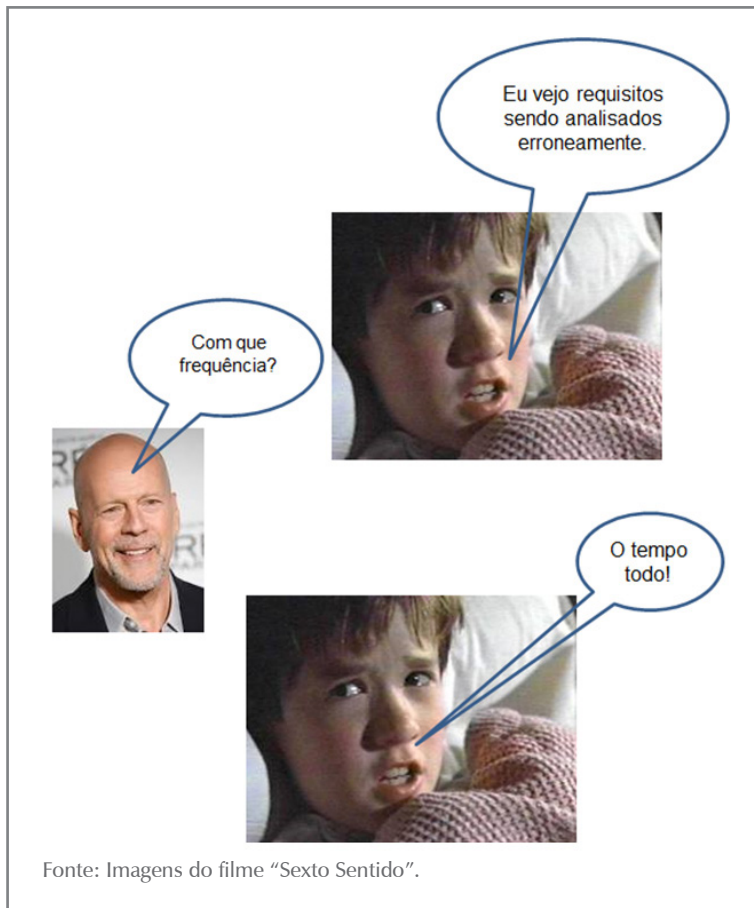 Eu vejo requisitos
sendo analisados
erroneamente.
Com que
frequência?
O tempo
todo!
Fonte: Imagens do filme “Sexto Sentido”.